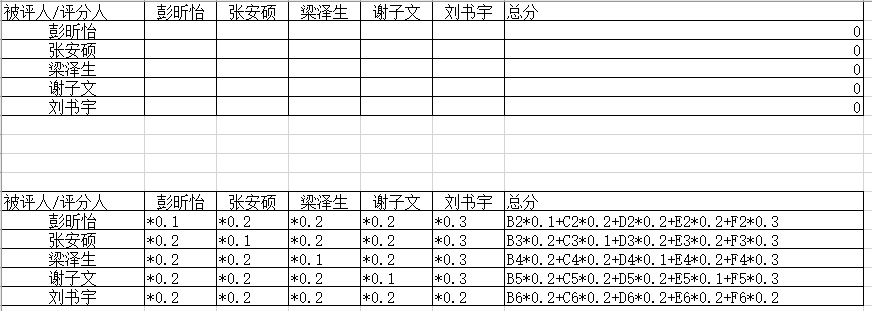 被评人/评分人 彭昕怡 张安硕 梁泽生 谢子文 刘书宇 总分
彭昕怡 0
张安硕 0
梁泽生 0
谢子文 0
刘书宇 0
被评人/评分人 彭昕怡 张安硕 梁泽生 谢子文 刘书宇 总分
彭昕怡 *0.1 *0.2 *0.2 *0.2 *0.3 B2*0.1+C2*0.2+D2*0.2+E2*0.2+F2*0.3
张安硕 *0.2 *0.1 *0.2 *0.2 *0.3 B3*0.2+C3*0.1+D3*0.2+E3*0.2+F3*0.3
梁泽生 *0.2 *0.2 *0.1 *0.2 *0.3 B4*0.2+C4*0.2+D4*0.1+E4*0.2+F4*0.3
谢子文 *0.2 *0.2 *0.2 *0.1 *0.3 B5*0.2+C5*0.2+D5*0.2+E5*0.1+F5*0.3
刘书宇 *0.2 *0.2 *0.2 *0.2 *0.2 B6*0.2+C6*0.2+D6*0.2+E6*0.2+F6*0.2